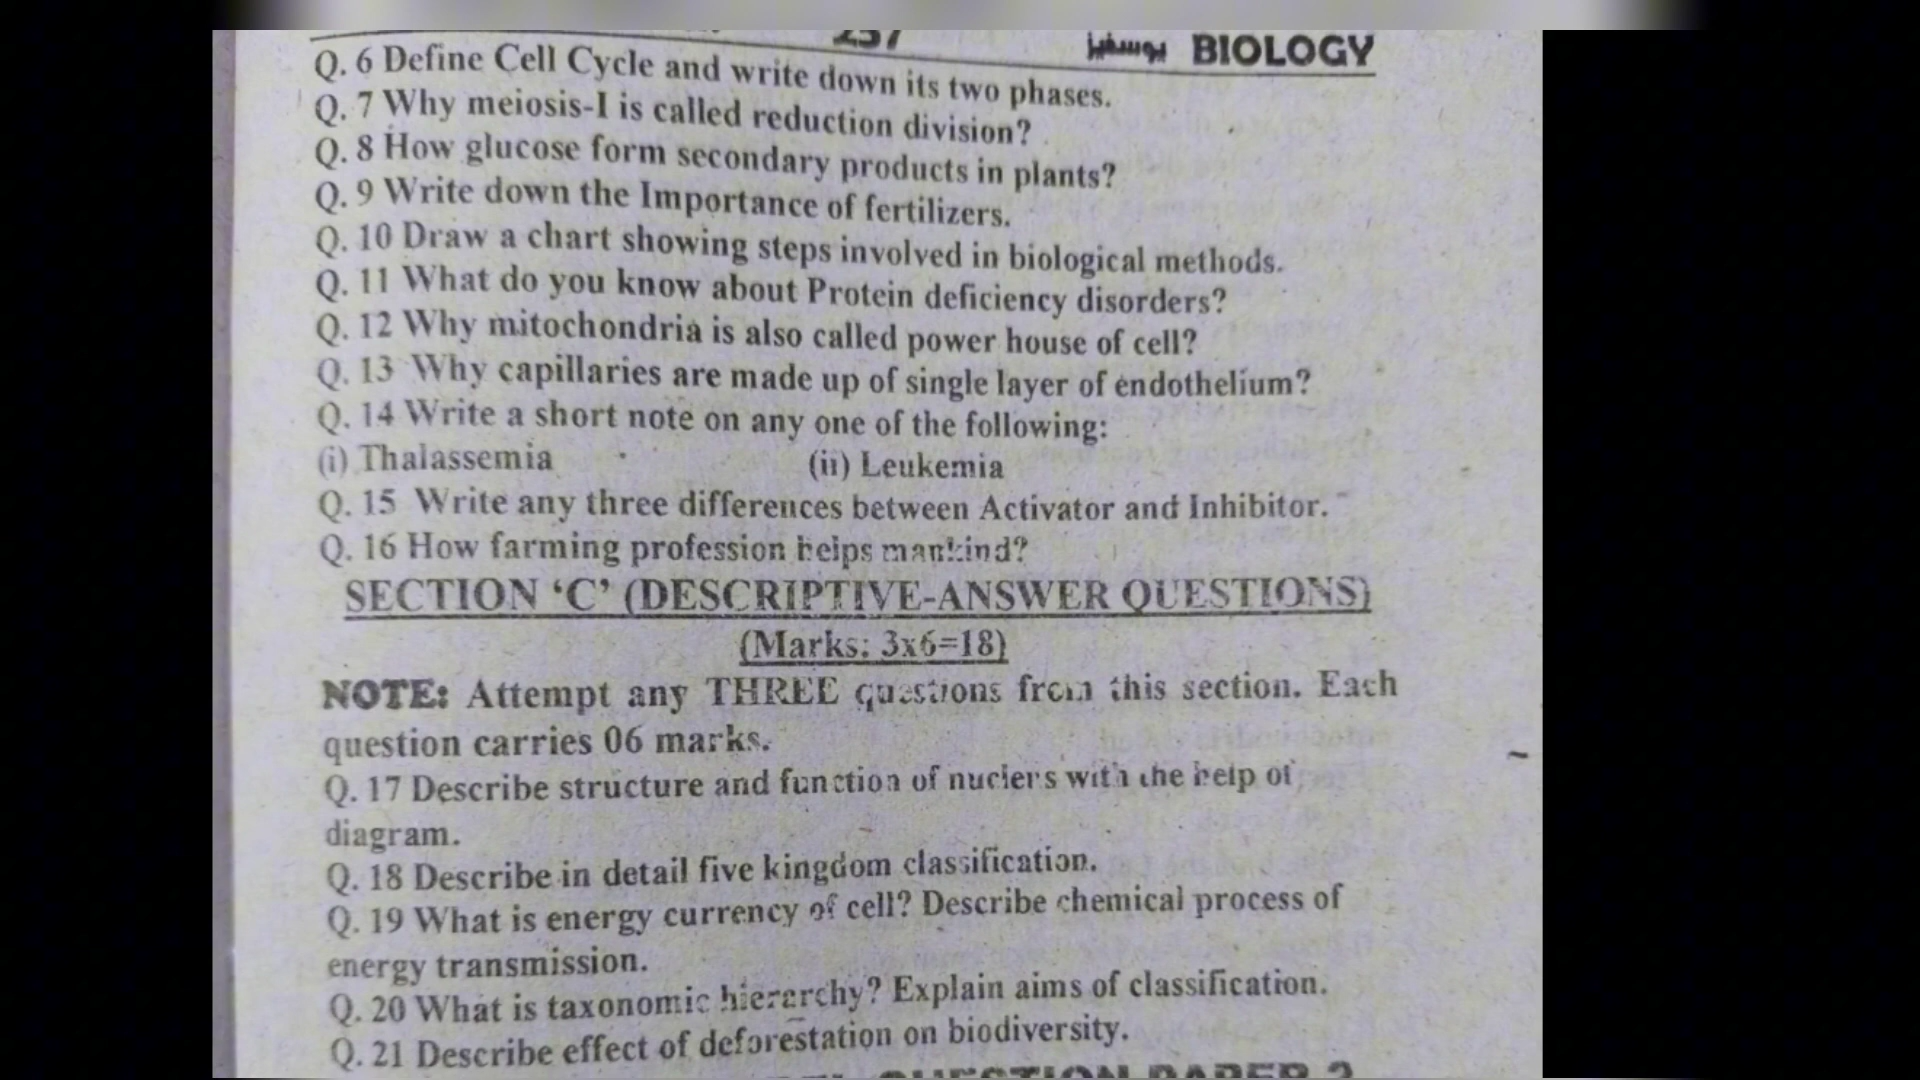 257 یوسفیز BIOLOGY
Q. 6 Define Cell Cycle and write down its two phases.
Q. 7 Why meiosis-I is called reduction division?
Q. 8 How glucose form secondary products in plants?
Q. 9 Write down the Importance of fertilizers.
Q. 10 Draw a chart showing steps involved in biological methods.
Q. 11 What do you know about Protein deficiency disorders?
Q. 12 Why mitochondria is also called power house of cell?
Q. 13 Why capillaries are made up of single layer of endothelium?
Q. 14 Write a short note on any one of the following:
(i) Thalassemia (ii) Leukemia
Q. 15 Write any three differences between Activator and Inhibitor.
Q. 16 How farming profession helps mankind?
SECTION ‘C’ (DESCRIPTIVE-ANSWER QUESTIONS)
(Marks: 3x6=18)
NOTE: Attempt any THREE questions from this section. Each
question carries 06 marks.
Q. 17 Describe structure and function of with the help of
diagram.
Q. 18 Describe in detail five kingdom classification.
Q. 19 What is energy currency of cell? Describe chemical process of
energy transmission.
Q. 20 What is taxonomic hierarchy? Explain aims of classification.
Q. 21 Describe effect of deforestation on biodiversity.
QUESTION PAPER 2